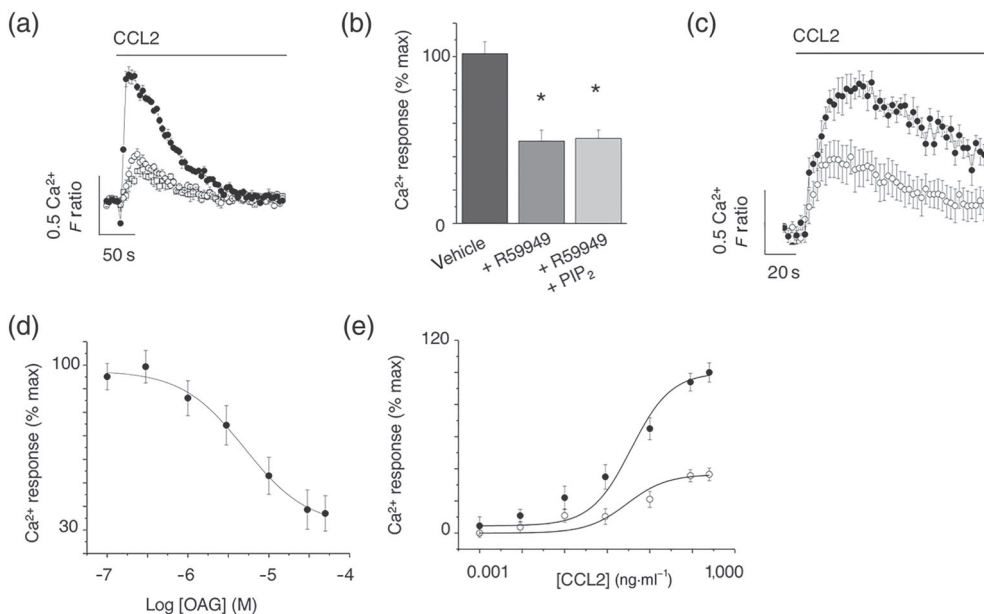 (a)
CCL2
0.5 Ca²⁺
F ratio
50 s
(b)
Ca²⁺ response (% max)
100
0
Vehicle
+ R59949
+ R59949
+ PIP₂
*
*
(c)
CCL2
0.5 Ca²⁺
F ratio
20 s
(d)
Ca²⁺ response (% max)
100
30
-7
-6
-5
-4
Log [OAG] (M)
(e)
Ca²⁺ response (% max)
120
0
0.001
1,000
[CCL2] (ng·ml⁻¹)